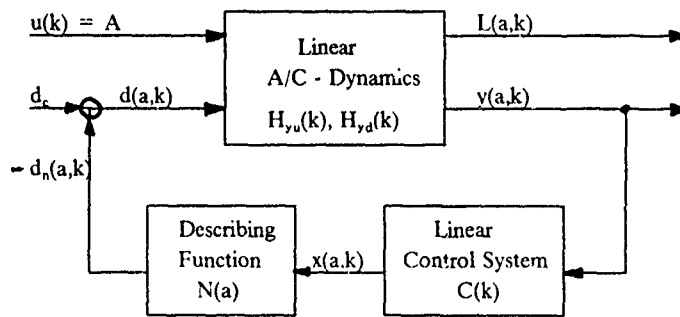 u(k) = A
L(a,k)
Linear
A/C - Dynamics
H_yu(k), H_yd(k)
d_c
d(a,k)
y(a,k)
- d_n(a,k)
Describing
Function
N(a)
x(a.k)
Linear
Control System
C(k)